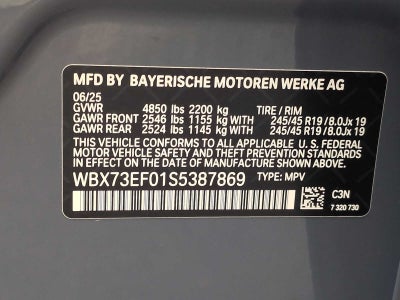 MFD BY BAYERISCHE MOTOREN WERKE AG
06/25
GVWR 4850 lbs 2200 kg TIRE / RIM
GAWR FRONT 2546 lbs 1155 kg WITH 245/45 R19 /8.0Jx 19
GAWR REAR 2524 lbs 1145 kg WITH 245/45 R19 /8.0Jx 19
THIS VEHICLE CONFORMS TO ALL APPLICABLE U. S. FEDERAL
MOTOR VEHICLE SAFETY AND THEFT PREVENTION STANDARDS
IN EFFECT ON THE DATE OF MANUFACTURE SHOWN ABOVE.
WBX73EF01S5387869 TYPE: MPV
C3N
7 320 730